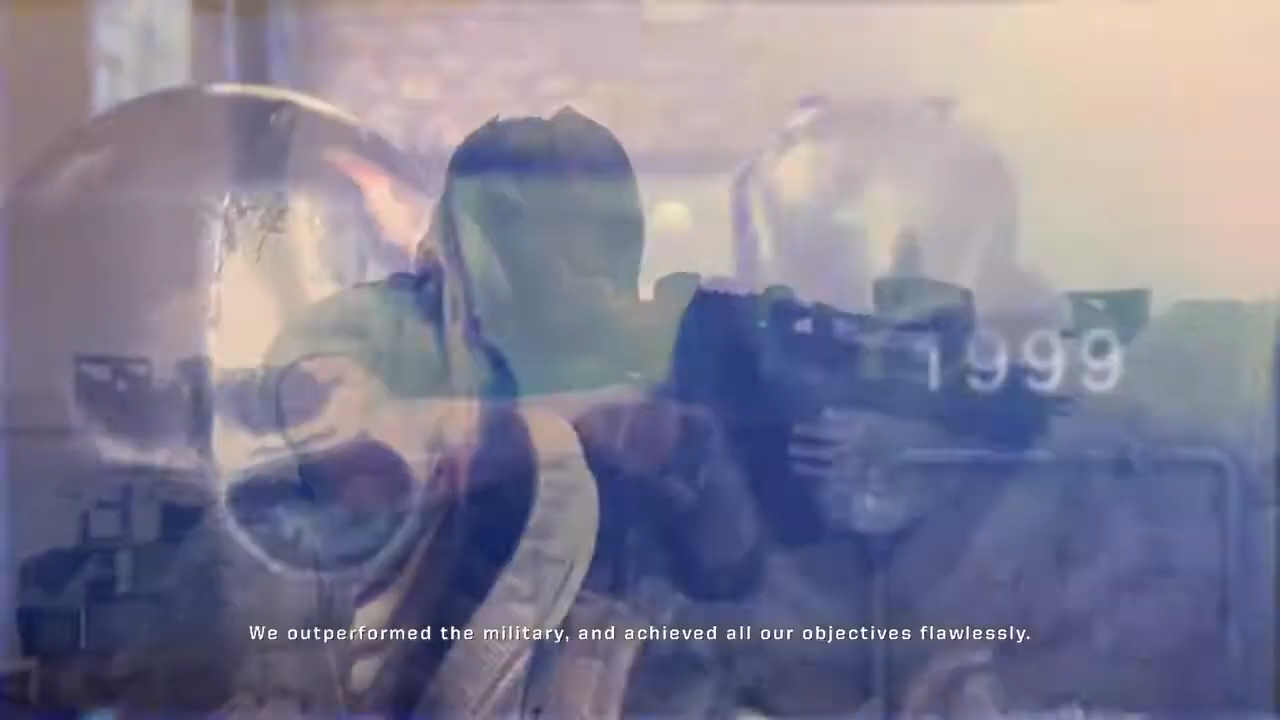 1999
We outperformed the military, and achieved all our objectives flawlessly.